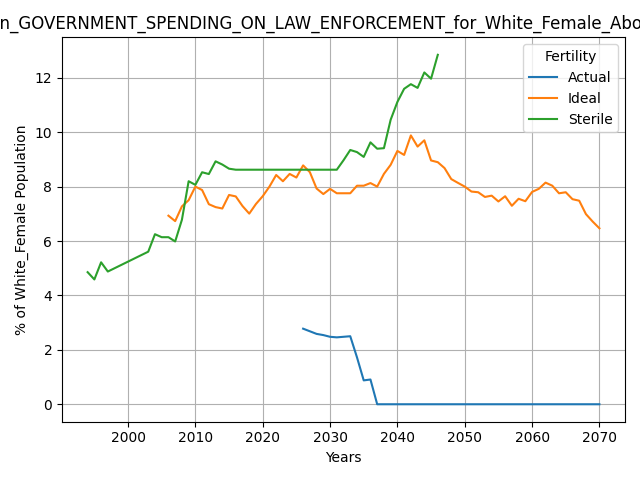 n_GOVERNMENT_SPENDING_ON_LAW_ENFORCEMENT_for_White_Female_Abo
Fertility
Actual
Ideal
Sterile
% of White_Female Population
12
10
8
6
4
2
0
2000 2010 2020 2030 2040 2050 2060 2070
Years